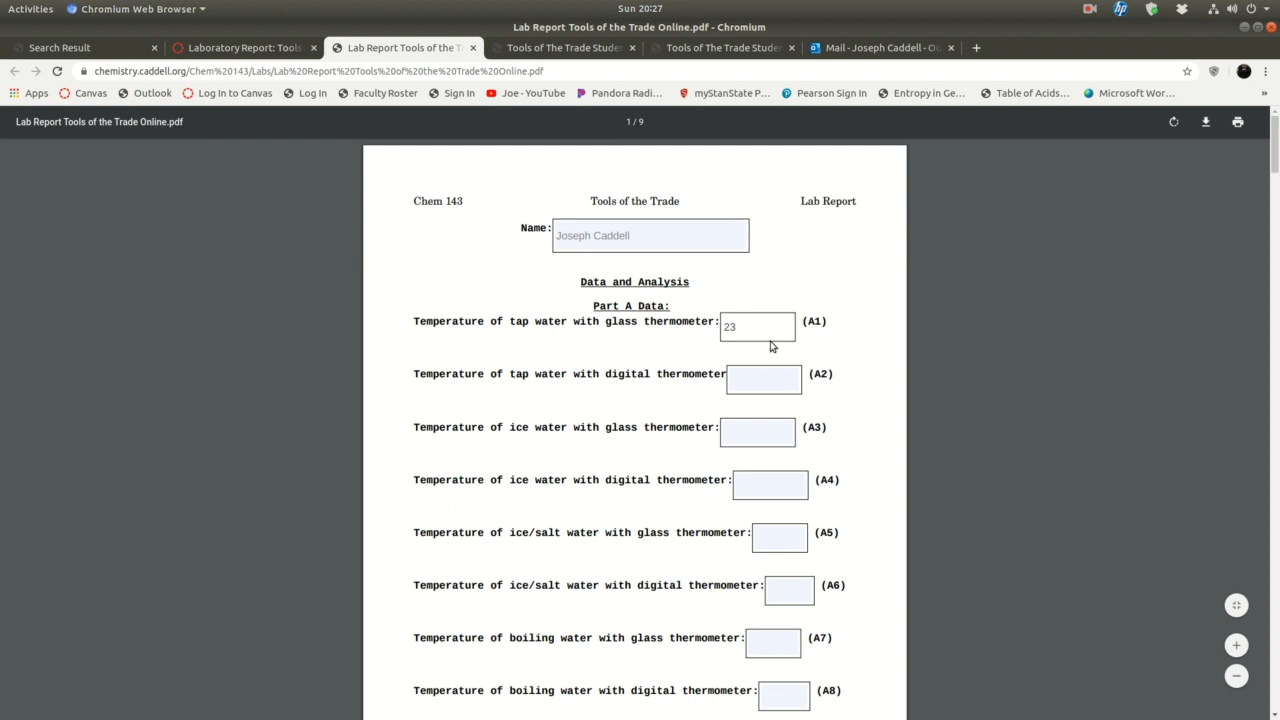 Activities Chromium Web Browser Sun 20:27
Lab Report Tools of the Trade Online.pdf - Chromium
Search Result × Laboratory Report: Tools × Lab Report Tools of the T × Tools of The Trade Stude × Tools of The Trade Stude × Mail - Joseph Caddell - Ou × +
chemistry.caddell.org/Chem%20143/Labs/Lab%20Report%20Tools%20of%20the%20Trade%20Online.pdf
Apps Canvas Outlook Log In to Canvas Log In Faculty Roster Sign In Joe - YouTube Pandora Radi... myStanState P... Pearson Sign In Entropy in Ge... Table of Acids... Microsoft Wor... »
Lab Report Tools of the Trade Online.pdf 1 / 9
Chem 143 Tools of the Trade Lab Report
Name: Joseph Caddell
Data and Analysis
Part A Data:
Temperature of tap water with glass thermometer: 23 (A1)
Temperature of tap water with digital thermometer (A2)
Temperature of ice water with glass thermometer: (A3)
Temperature of ice water with digital thermometer: (A4)
Temperature of ice/salt water with glass thermometer: (A5)
Temperature of ice/salt water with digital thermometer: (A6)
Temperature of boiling water with glass thermometer: (A7)
Temperature of boiling water with digital thermometer: (A8)